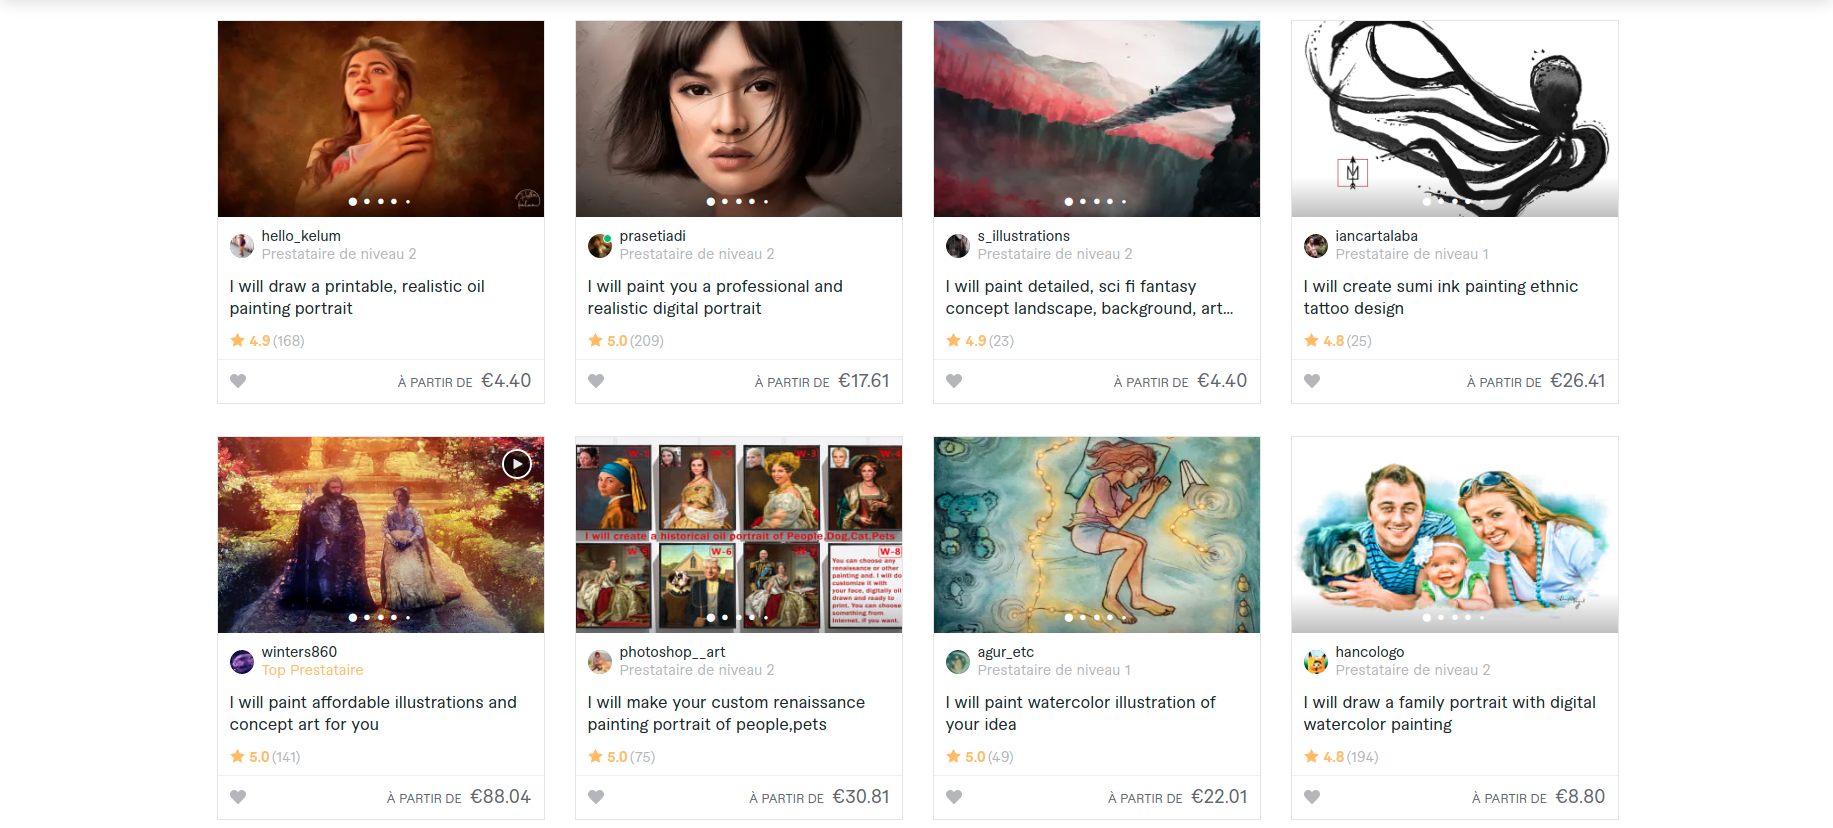 hello_kelum
Prestataire de niveau 2
I will draw a printable, realistic oil
painting portrait
4.9 (168)
À PARTIR DE €4.40
prasetiadi
Prestataire de niveau 2
I will paint you a professional and
realistic digital portrait
5.0 (209)
À PARTIR DE €17.61
s_illustrations
Prestataire de niveau 2
I will paint detailed, sci fi fantasy
concept landscape, background, art...
4.9 (23)
À PARTIR DE €4.40
iancartalaba
Prestataire de niveau 1
I will create sumi ink painting ethnic
tattoo design
4.8 (25)
À PARTIR DE €26.41
winters860
Top Prestataire
I will paint affordable illustrations and
concept art for you
5.0 (141)
À PARTIR DE €88.04
W-1
W-3
W-4
I will create a historical oil portrait of People,Dog,Cat,Pets
W-6
W-8
You can choose any
renaissance or other
painting and. I will do
customize it with
your face, digitally oil
drawn and ready to
print. You can choose
something from
Internet, if you want.
photoshop__art
Prestataire de niveau 2
I will make your custom renaissance
painting portrait of people,pets
5.0 (75)
À PARTIR DE €30.81
agur_etc
Prestataire de niveau 1
I will paint watercolor illustration of
your idea
5.0 (49)
À PARTIR DE €22.01
hancologo
Prestataire de niveau 2
I will draw a family portrait with digital
watercolor painting
4.8 (194)
À PARTIR DE €8.80